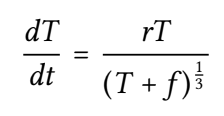 dT/dt = rT/(T + f)^{1/3}